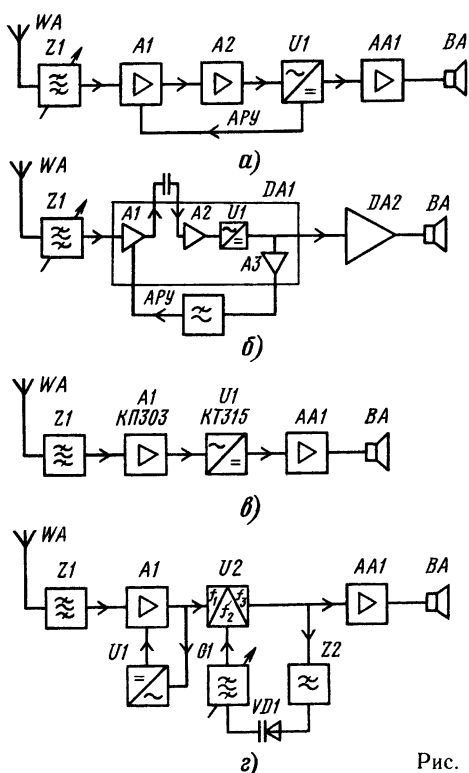 WA
Z1 A1 A2 U1 AA1 BA
АРУ
а)
WA
Z1 A1 A2 U1 DA1 DA2 BA
A3
АРУ
б)
WA
Z1 A1 U1 AA1 BA
КП303 КТ315
в)
WA
Z1 A1 U2 AA1 BA
f1 f2 f3
U1 G1 Z2
VD1
г)
Рис.